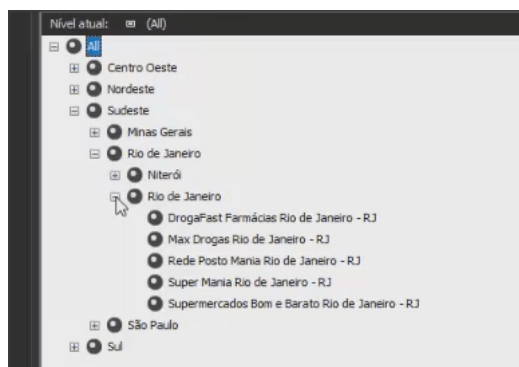 Nível atual: (All)
All
Centro Oeste
Nordeste
Sudeste
Minas Gerais
Rio de Janeiro
Niterói
Rio de Janeiro
DrogaFast Farmácias Rio de Janeiro - RJ
Max Drogas Rio de Janeiro - RJ
Rede Posto Mania Rio de Janeiro - RJ
Super Mania Rio de Janeiro - RJ
Supermercados Bom e Barato Rio de Janeiro - RJ
São Paulo
Sul